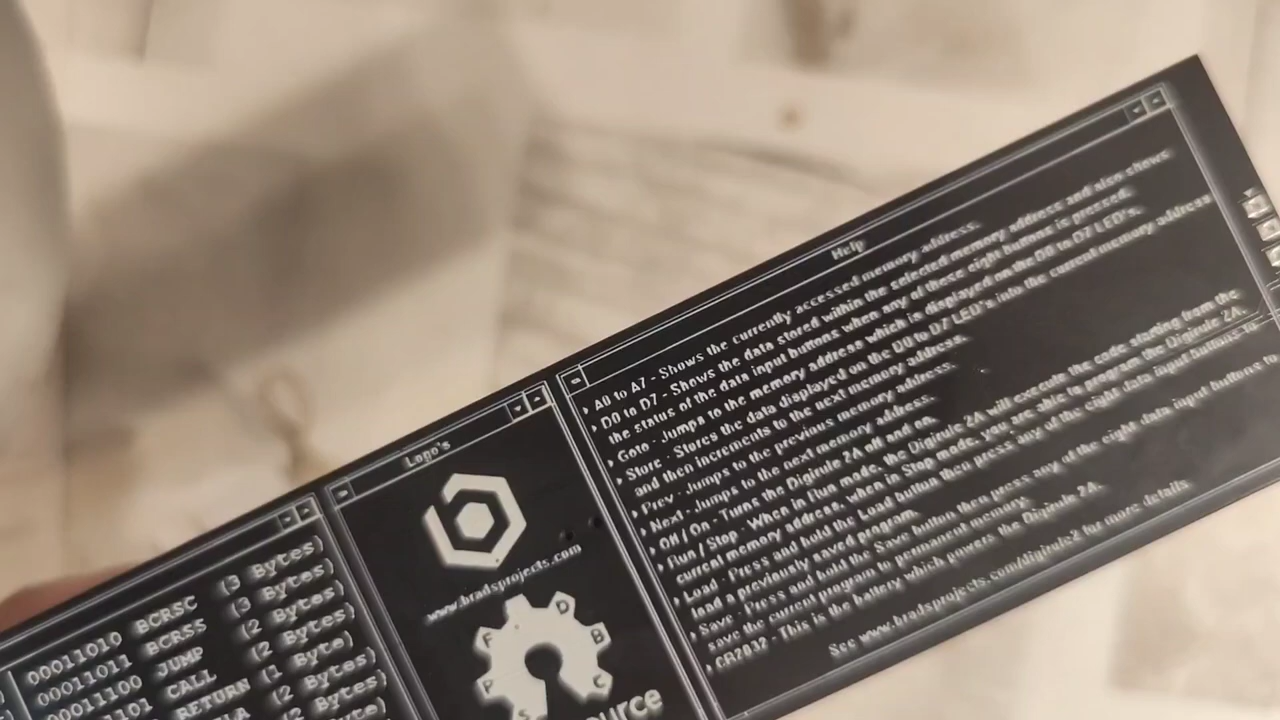 Help
A0 to A7 - Shows the currently accessed memory address.
D0 to D7 - Shows the data stored within the selected memory address and also shows
the status of the data input buttons when any of these eight buttons is pressed.
Goto - Jumps to the memory address which is displayed on the D0 to D7 LED's.
Store - Stores the data displayed on the D0 to D7 LED's into the current memory address
and then increments to the next memory address.
Prev - Jumps to the previous memory address.
Next - Jumps to the next memory address.
Off / On - Turns the Digirule 2A off and on.
Run / Stop - When in Run mode, the Digirule 2A will execute the code starting from the
current memory address, when in Stop mode, you are able to program the Digirule 2A.
Load - Press and hold the Load button then press any of the eight data input buttons to
load a previously saved program.
Save - Press and hold the Save button then press any of the eight data input buttons to
save the current program to permanent memory.
CR2032 - This is the battery which powers the Digirule 2A.
See www.bradsprojects.com/digirule2 for more details.
Logo's
www.bradsprojects.com
F D B P C S
ource
00011010 BCRSC (3 Bytes)
00011011 BCRSS (3 Bytes)
00011100 JUMP (2 Bytes)
1101 CALL (2 Bytes)
RETURN (1 Byte)
LA (2 Bytes)
(2 Bytes)
yte)